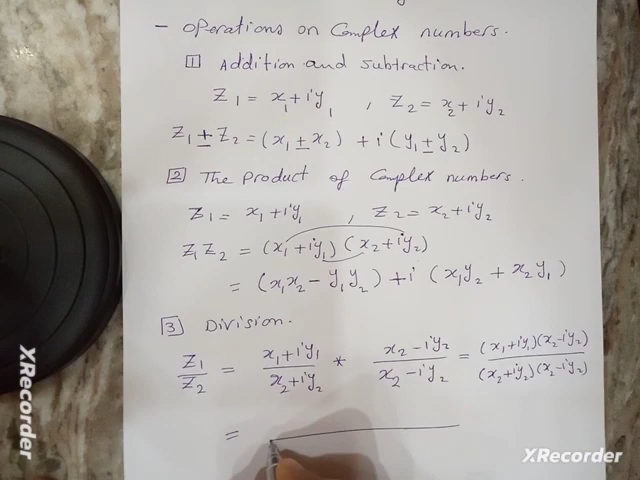 - Operations on Complex numbers.
1 Addition and subtraction.
Z₁ = x₁ + iy₁ , Z₂ = x₂ + iy₂
Z₁ ± Z₂ = (x₁ ± x₂) + i (y₁ ± y₂)
2 The product of Complex numbers.
Z₁ = x₁ + iy₁ , Z₂ = x₂ + iy₂
Z₁ Z₂ = (x₁ + iy₁) (x₂ + iy₂)
= (x₁x₂ - y₁y₂) + i (x₁y₂ + x₂y₁)
3 Division.
Z₁/Z₂ = (x₁ + iy₁)/(x₂ + iy₂) * (x₂ - iy₂)/(x₂ - iy₂) = (x₁ + iy₁)(x₂ - iy₂)/(x₂ + iy₂)(x₂ - iy₂)
=
XRecorder
XRecorder